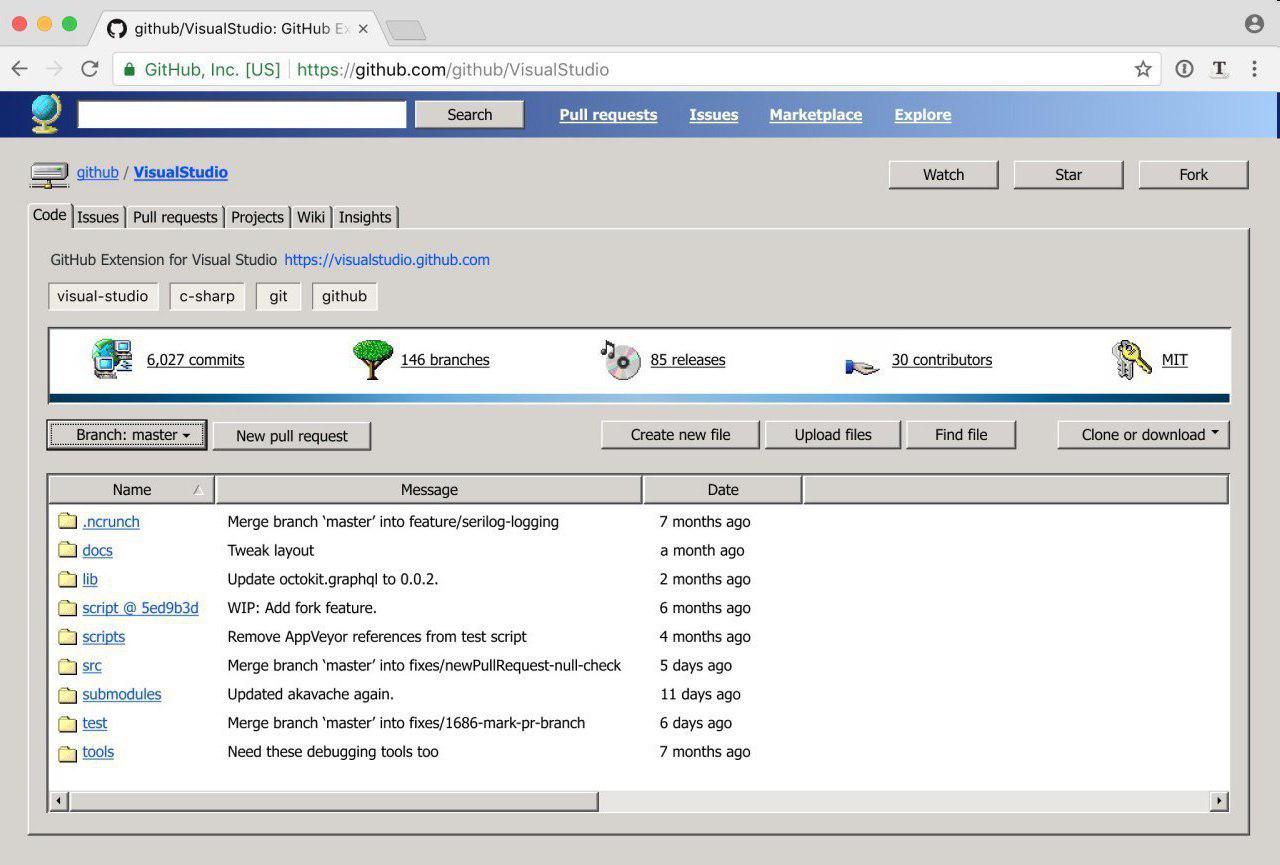 github/VisualStudio: GitHub Ex
GitHub, Inc. [US] https://github.com/github/VisualStudio
Search Pull requests Issues Marketplace Explore
github / VisualStudio Watch Star Fork
Code Issues Pull requests Projects Wiki Insights
GitHub Extension for Visual Studio https://visualstudio.github.com
visual-studio c-sharp git github
6,027 commits 146 branches 85 releases 30 contributors MIT
Branch: master New pull request Create new file Upload files Find file Clone or download
Name Message Date
.ncrunch Merge branch ‘master’ into feature/serilog-logging 7 months ago
docs Tweak layout a month ago
lib Update octokit.graphql to 0.0.2. 2 months ago
script @ 5ed9b3d WIP: Add fork feature. 6 months ago
scripts Remove AppVeyor references from test script 4 months ago
src Merge branch ‘master’ into fixes/newPullRequest-null-check 5 days ago
submodules Updated akavache again. 11 days ago
test Merge branch ‘master’ into fixes/1686-mark-pr-branch 6 days ago
tools Need these debugging tools too 7 months ago